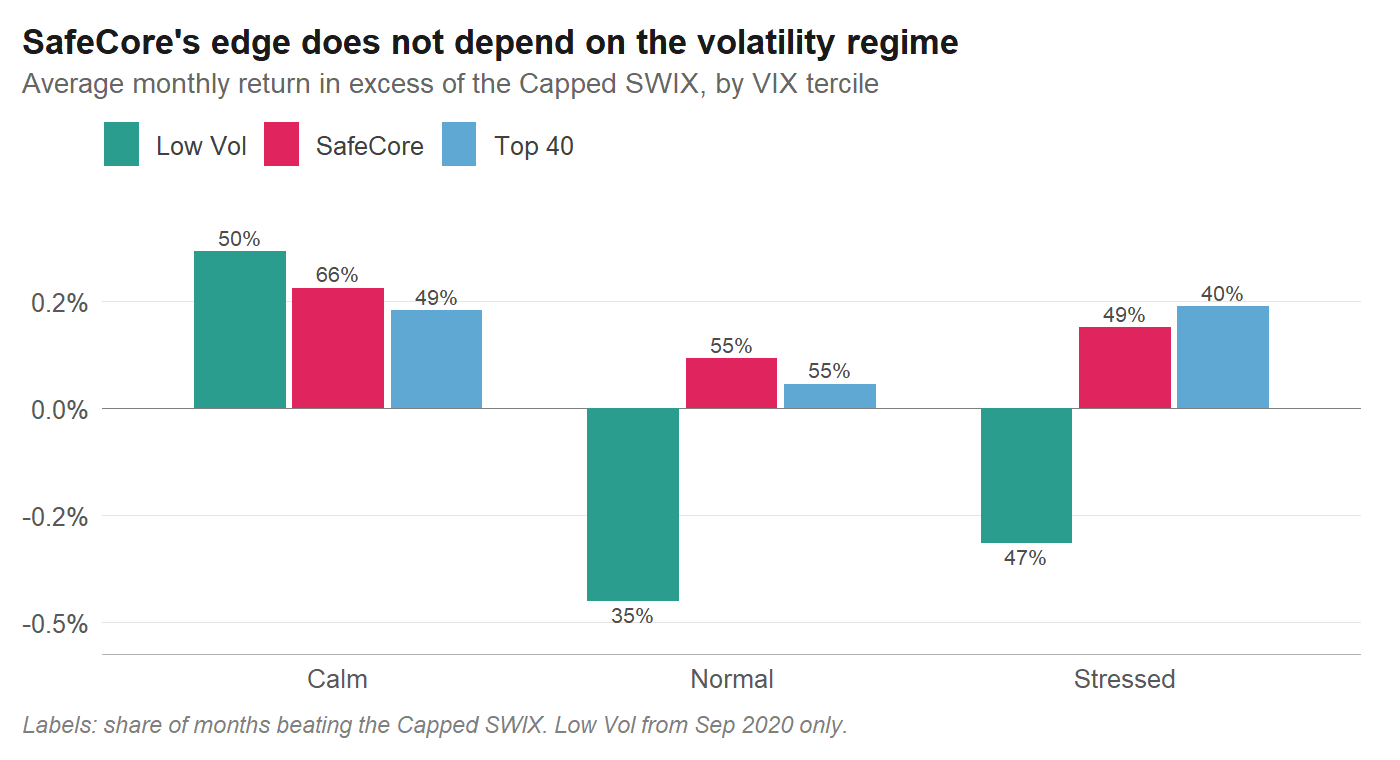 SafeCore's edge does not depend on the volatility regime
Average monthly return in excess of the Capped SWIX, by VIX tercile
Low Vol SafeCore Top 40
50%
66%
49%
55%
55%
40%
49%
35%
47%
0.2%
0.0%
-0.2%
-0.5%
Calm Normal Stressed
Labels: share of months beating the Capped SWIX. Low Vol from Sep 2020 only.